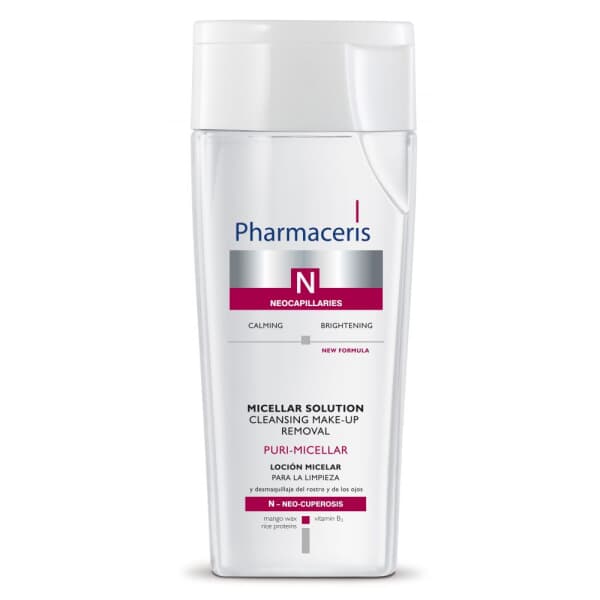 Pharmaceris
N
NEOCAPILLARIES
CALMING BRIGHTENING
NEW FORMULA
MICELLAR SOLUTION
CLEANSING MAKE-UP
REMOVAL
PURI-MICELLAR
LOCIÓN MICELAR
PARA LA LIMPIEZA
y desmaquillaje del rostro y de los ojos
N – NEO-CUPEROSIS
mango wax vitamin B₃
rice proteins